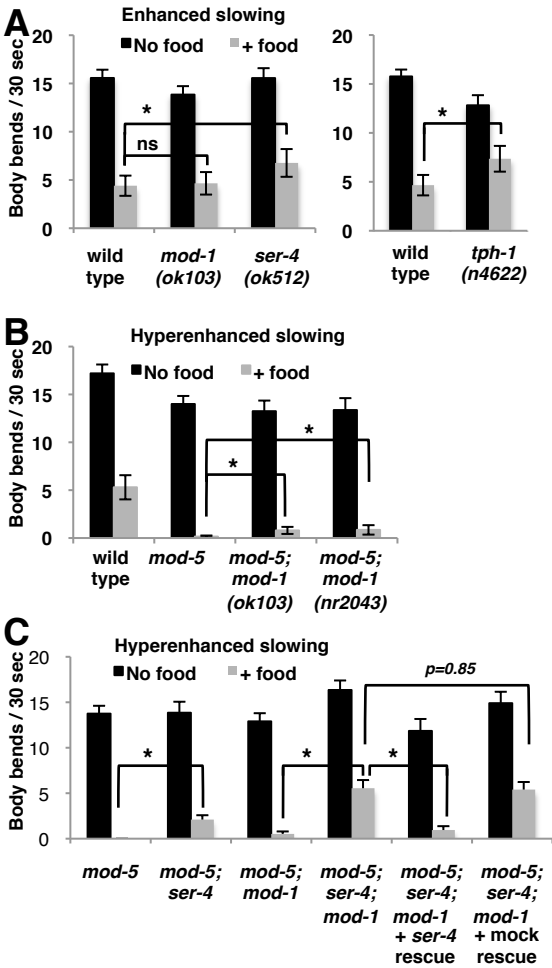 A
Enhanced slowing
No food + food
Body bends / 30 sec
20
15
10
5
0
*
ns
wild type
mod-1 (ok103)
ser-4 (ok512)
20
15
10
5
0
*
wild type
tph-1 (n4622)
B
Hyperenhanced slowing
No food + food
Body bends / 30 sec
20
15
10
5
0
*
*
wild type
mod-5
mod-5; mod-1 (ok103)
mod-5; mod-1 (nr2043)
C
Hyperenhanced slowing
No food + food
Body bends / 30 sec
20
15
10
5
0
p=0.85
*
*
*
mod-5
mod-5; ser-4
mod-5; mod-1
mod-5; ser-4; mod-1
mod-5; ser-4; mod-1 + ser-4 rescue
mod-5; ser-4; mod-1 + mock rescue